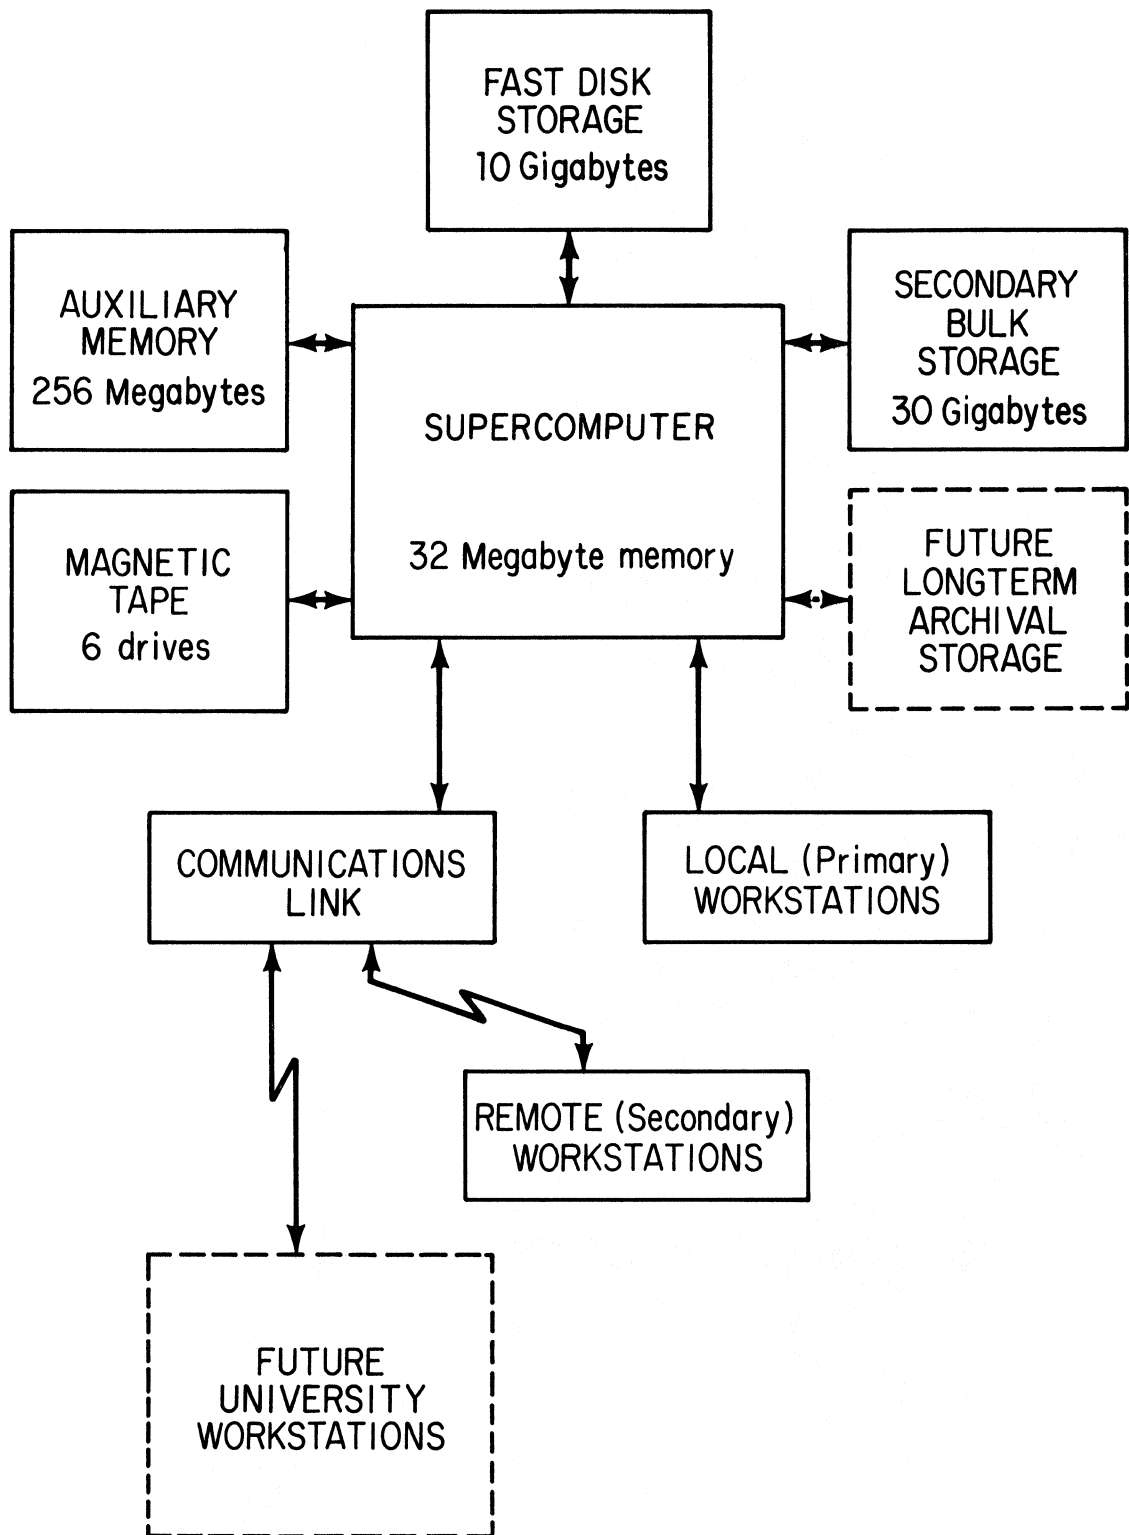 FAST DISK
STORAGE
10 Gigabytes
AUXILIARY
MEMORY
256 Megabytes
SECONDARY
BULK
STORAGE
30 Gigabytes
SUPERCOMPUTER
32 Megabyte memory
MAGNETIC
TAPE
6 drives
FUTURE
LONGTERM
ARCHIVAL
STORAGE
COMMUNICATIONS
LINK
LOCAL (Primary)
WORKSTATIONS
REMOTE (Secondary)
WORKSTATIONS
FUTURE
UNIVERSITY
WORKSTATIONS